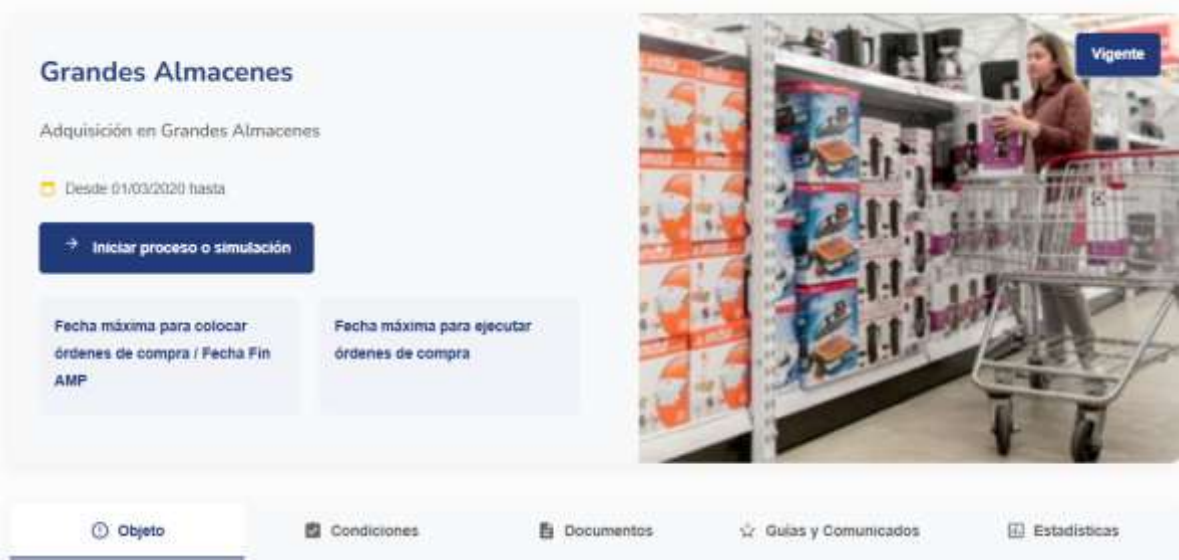 Grandes Almacenes
Vigente
Adquisición en Grandes Almacenes
Desde 01/03/2020 hasta
Iniciar proceso o simulación
Fecha máxima para colocar
órdenes de compra / Fecha Fin
AMP
Fecha máxima para ejecutar
órdenes de compra
Objeto
Condiciones
Documentos
Guías y Comunicados
Estadísticas